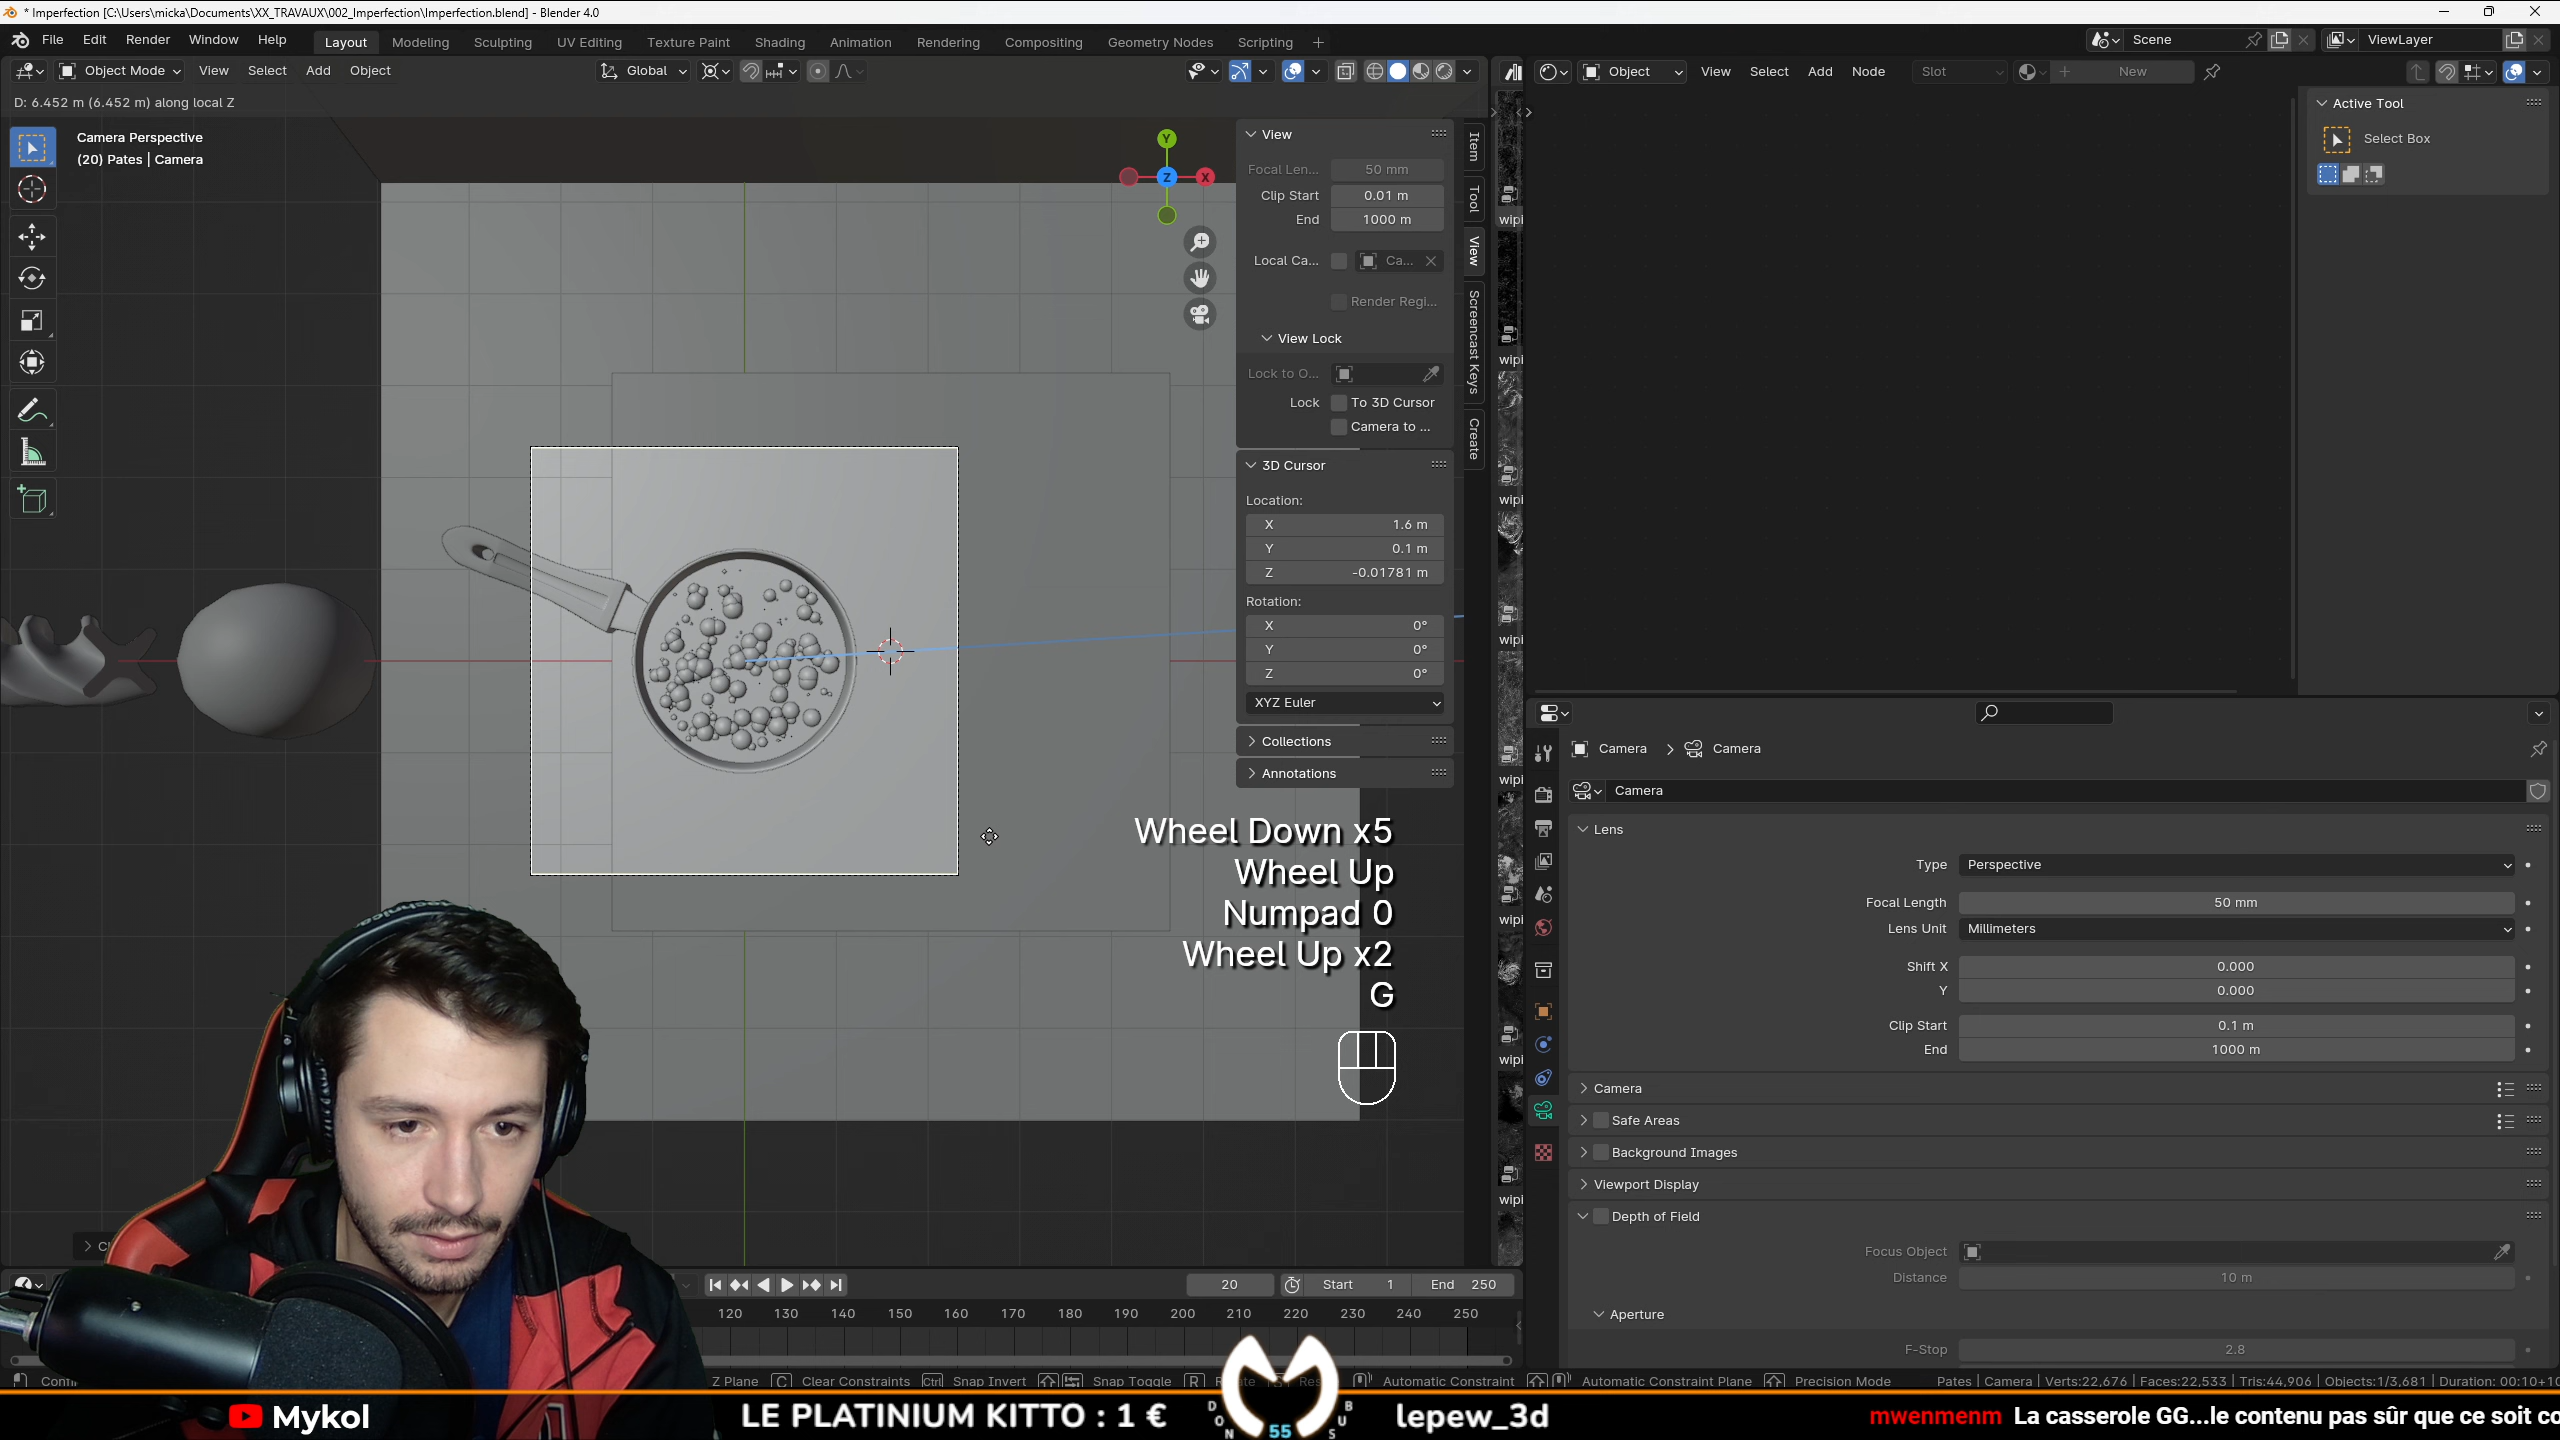 * Imperfection [C:\Users\micka\Documents\XX_TRAVAUX\002_Imperfection\Imperfection.blend] - Blender 4.0
File Edit Render Window Help Layout Modeling Sculpting UV Editing Texture Paint Shading Animation Rendering Compositing Geometry Nodes Scripting + Scene ViewLayer
Object Mode View Select Add Object Global Object View Select Add Node Slot New
D: 6.452 m (6.452 m) along local Z
Camera Perspective
(20) Pates | Camera
Y
Z
X
View
Focal Len... 50 mm
Clip Start 0.01 m
End 1000 m
Local Ca... Ca...
Render Regi...
View Lock
Lock to O...
Lock To 3D Cursor
Camera to ...
3D Cursor
Location:
X 1.6 m
Y 0.1 m
Z -0.01781 m
Rotation:
X 0°
Y 0°
Z 0°
XYZ Euler
Collections
Annotations
Item
Tool
View
Screencast Keys
Create
wipi
wipi
wipi
wipi
wipi
wipi
wipi
wipi
Active Tool
Select Box
Wheel Down x5
Wheel Up
Numpad 0
Wheel Up x2
G
Camera > Camera
Camera
Lens
Type Perspective
Focal Length 50 mm
Lens Unit Millimeters
Shift X 0.000
Y 0.000
Clip Start 0.1 m
End 1000 m
Camera
Safe Areas
Background Images
Viewport Display
Depth of Field
Focus Object
Distance 10 m
Aperture
F-Stop 2.8
20 Start 1 End 250
120 130 140 150 160 170 180 190 200 210 220 230 240 250
Z Plane C Clear Constraints Ctrl Snap Invert Snap Toggle R Automatic Constraint Automatic Constraint Plane Precision Mode Pates | Camera | Verts:22,676 | Faces:22,533 | Tris:44,906 | Objects:1/3,681 | Duration: 00:10+10
Mykol LE PLATINIUM KITTO : 1 € DON 55 BUS lepew_3d mwenmenm La casserole GG...le contenu pas sûr que ce soit co